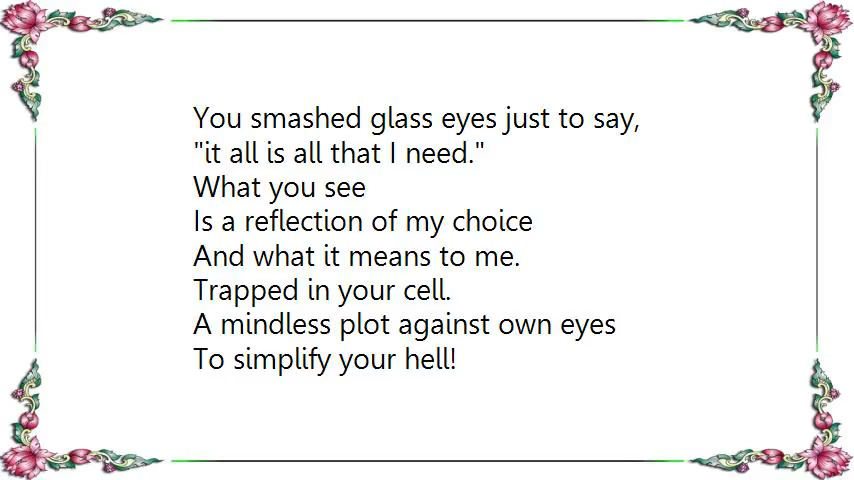 You smashed glass eyes just to say,
"it all is all that I need."
What you see
Is a reflection of my choice
And what it means to me.
Trapped in your cell.
A mindless plot against own eyes
To simplify your hell!